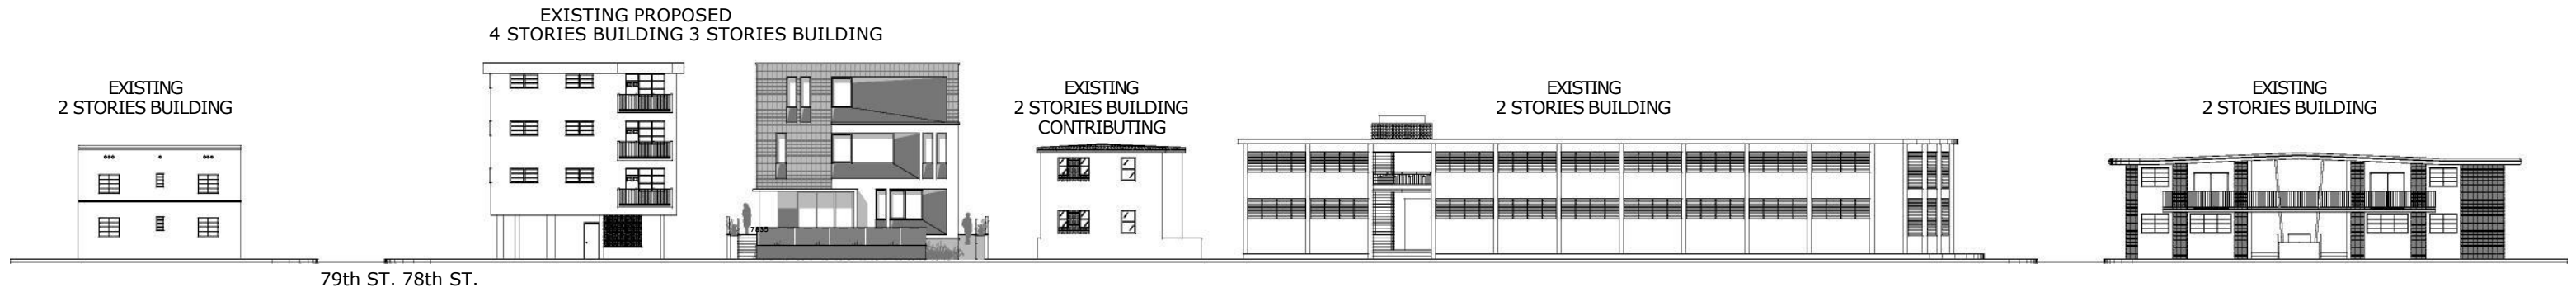 EXISTING PROPOSED
4 STORIES BUILDING 3 STORIES BUILDING
EXISTING
2 STORIES BUILDING
EXISTING
2 STORIES BUILDING
CONTRIBUTING
EXISTING
2 STORIES BUILDING
EXISTING
2 STORIES BUILDING
7835
79th ST. 78th ST.